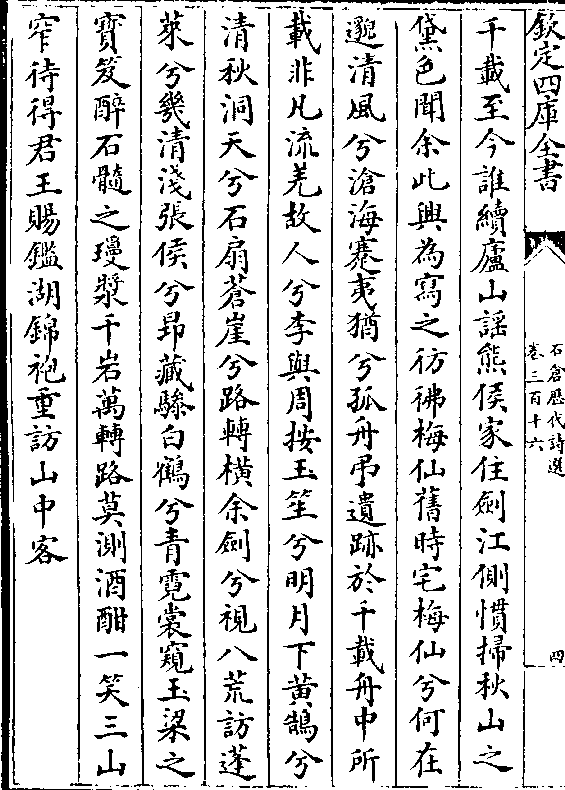 欽定四庫全書
石倉歷代詩選
卷三百十六
四
千載至今誰續廬山謠熊侯家住劍江側慣掃秋山之
黛色聞余此興為寫之彷彿梅仙舊時宅梅仙兮何在
邈清風兮滄海蹇夷猶兮孤舟弔遺跡於千載舟中所
載非凡流羌故人兮李與周按玉笙兮明月下黄鵠兮
清秋洞天兮石扇蒼崖兮路轉横余劍兮視八荒訪蓬
萊兮幾清淺張侯兮昻藏驂白鶴兮青霓裳窺玉梁之
寳笈醉石髓之瓊漿千岩萬轉路莫測酒酣一笑三山
窄待得君王賜鑑湖錦袍重訪山中客